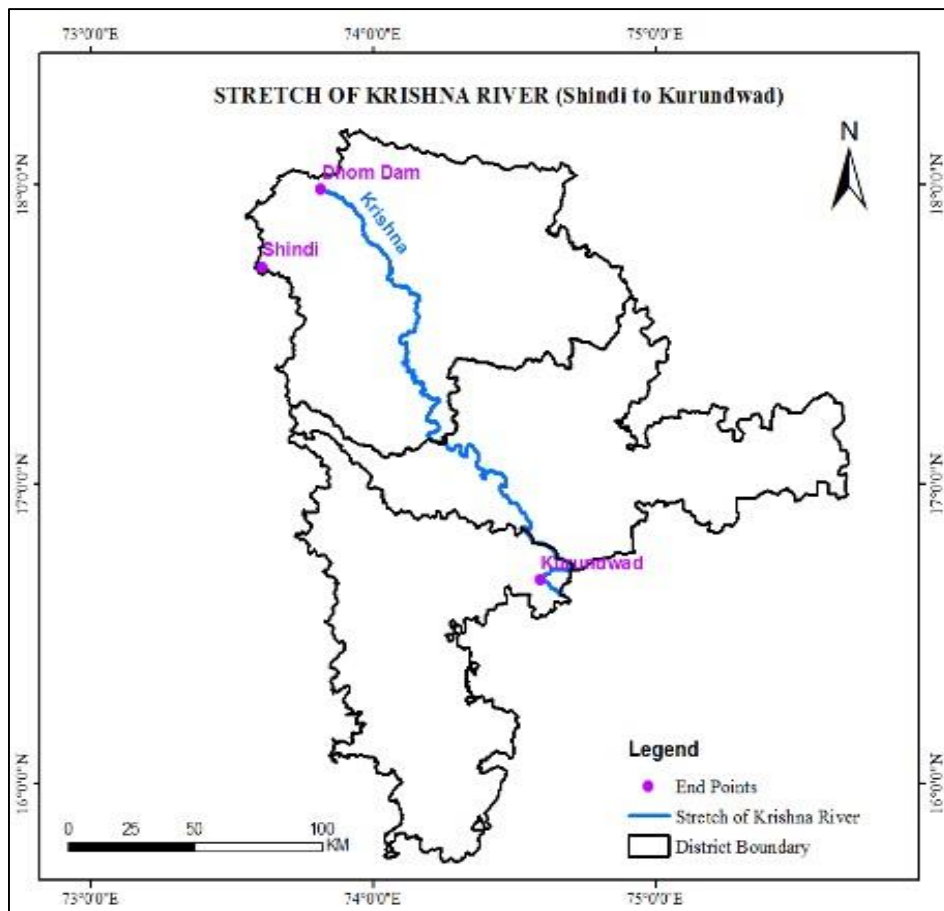 73°0'0"E 74°0'0"E 75°0'0"E
STRETCH OF KRISHNA RIVER (Shindi to Kurundwad)
N
18°0'0"N 18°0'0"N
Dhom Dam
Krishna
Shindi
17°0'0"N 17°0'0"N
Kurundwad
Legend
End Points
Stretch of Krishna River
District Boundary
16°0'0"N 16°0'0"N
0 25 50 100
KM
73°0'0"E 74°0'0"E 75°0'0"E